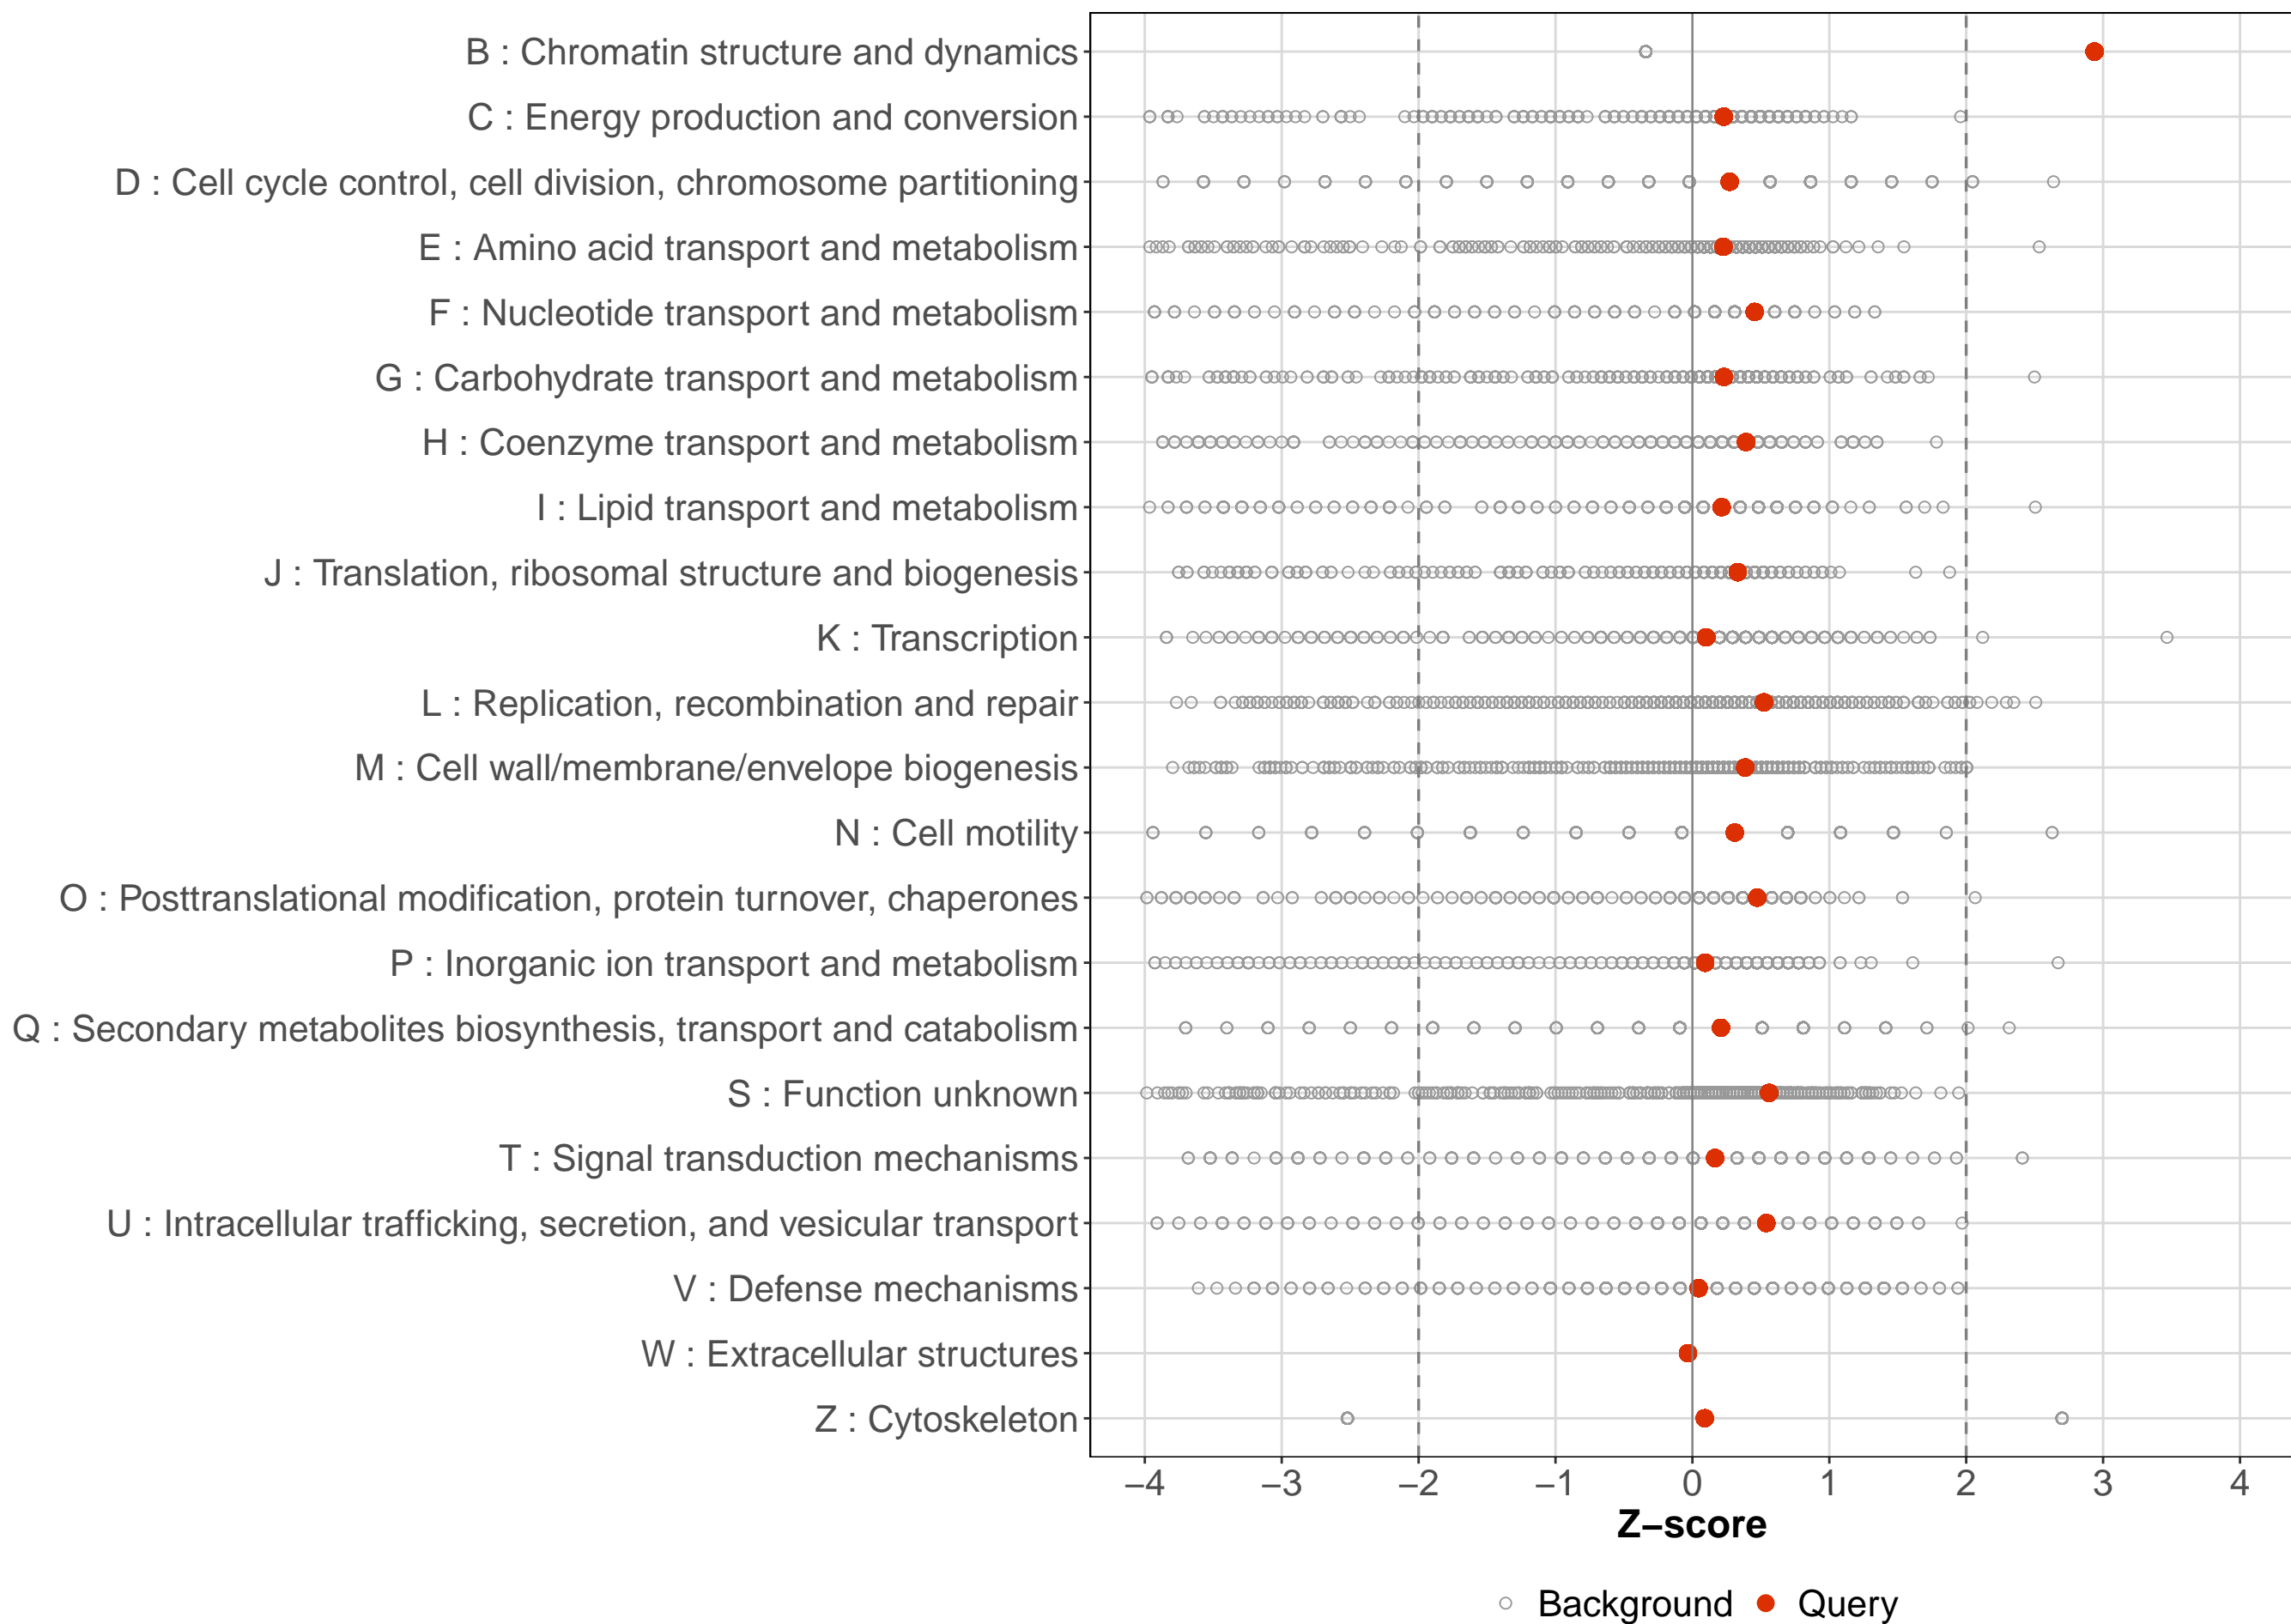 B : Chromatin structure and dynamics
C : Energy production and conversion
D : Cell cycle control, cell division, chromosome partitioning
E : Amino acid transport and metabolism
F : Nucleotide transport and metabolism
G : Carbohydrate transport and metabolism
H : Coenzyme transport and metabolism
I : Lipid transport and metabolism
J : Translation, ribosomal structure and biogenesis
K : Transcription
L : Replication, recombination and repair
M : Cell wall/membrane/envelope biogenesis
N : Cell motility
O : Posttranslational modification, protein turnover, chaperones
P : Inorganic ion transport and metabolism
Q : Secondary metabolites biosynthesis, transport and catabolism
S : Function unknown
T : Signal transduction mechanisms
U : Intracellular trafficking, secretion, and vesicular transport
V : Defense mechanisms
W : Extracellular structures
Z : Cytoskeleton
−4 −3 −2 −1 0 1 2 3 4
Z−score
Background Query